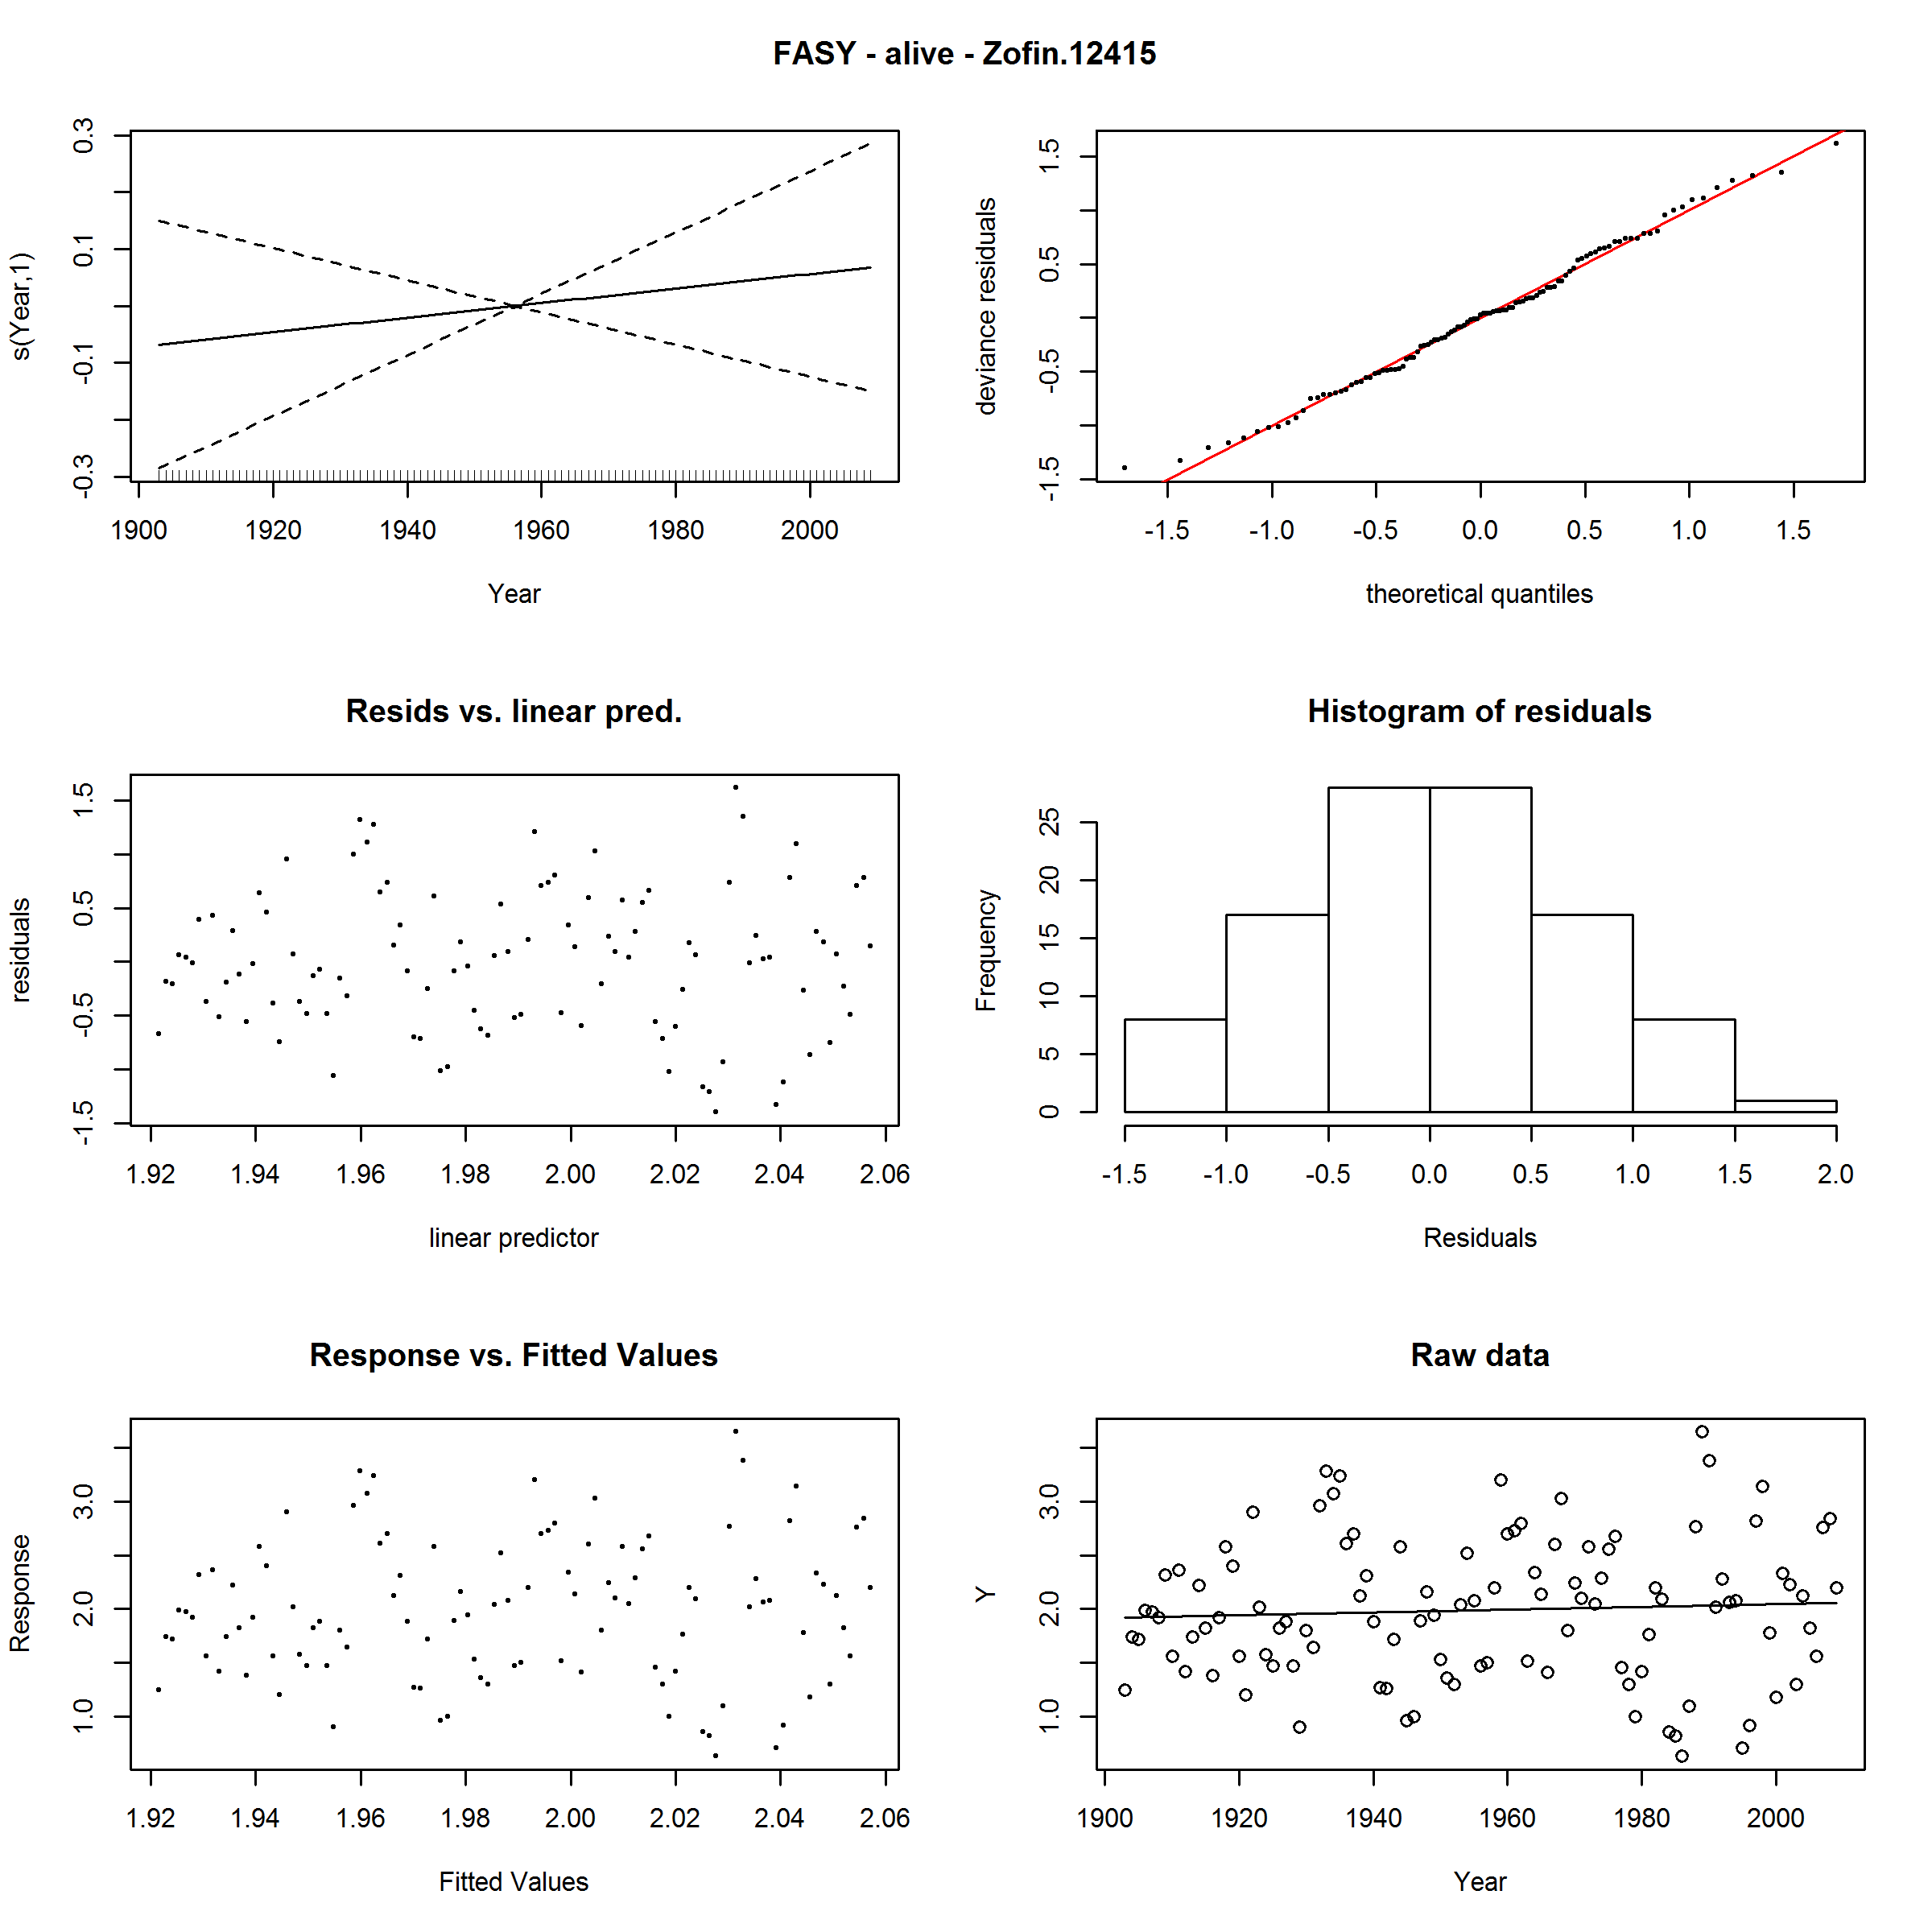 FASY - alive - Zofin.12415
s(Year,1)
0.3
0.1
-0.1
-0.3
1900 1920 1940 1960 1980 2000
Year
deviance residuals
1.5
0.5
-0.5
-1.5
-1.5 -1.0 -0.5 0.0 0.5 1.0 1.5
theoretical quantiles
Resids vs. linear pred.
residuals
1.5
0.5
-0.5
-1.5
1.92 1.94 1.96 1.98 2.00 2.02 2.04 2.06
linear predictor
Histogram of residuals
Frequency
25
20
15
10
5
0
-1.5 -1.0 -0.5 0.0 0.5 1.0 1.5 2.0
Residuals
Response vs. Fitted Values
Response
3.0
2.0
1.0
1.92 1.94 1.96 1.98 2.00 2.02 2.04 2.06
Fitted Values
Raw data
Y
3.0
2.0
1.0
1900 1920 1940 1960 1980 2000
Year